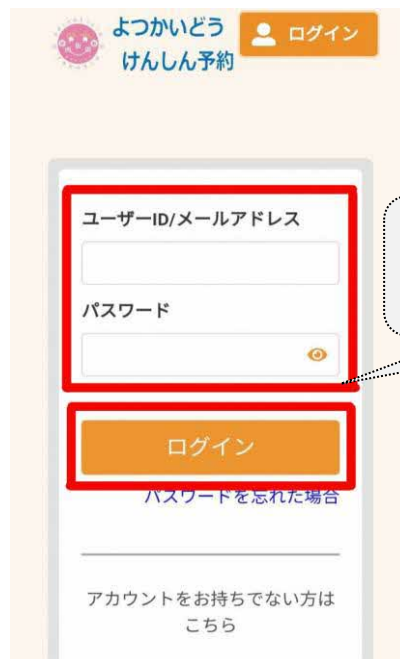 よつかいどう
けんしん予約
ログイン
ユーザーID/メールアドレス
パスワード
ログイン
パスワードを忘れた場合
アカウントをお持ちでない方は
こちら